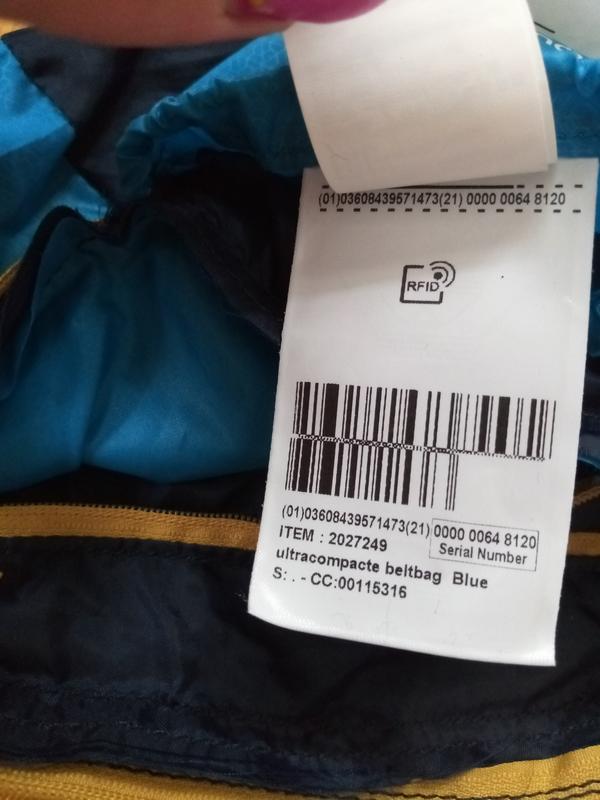 (01)03608439571473(21) 0000 0064 8120
RFID
(01)03608439571473(21) 0000 0064 8120
Serial Number
ITEM : 2027249
ultracompacte beltbag Blue
S: . - CC:00115316